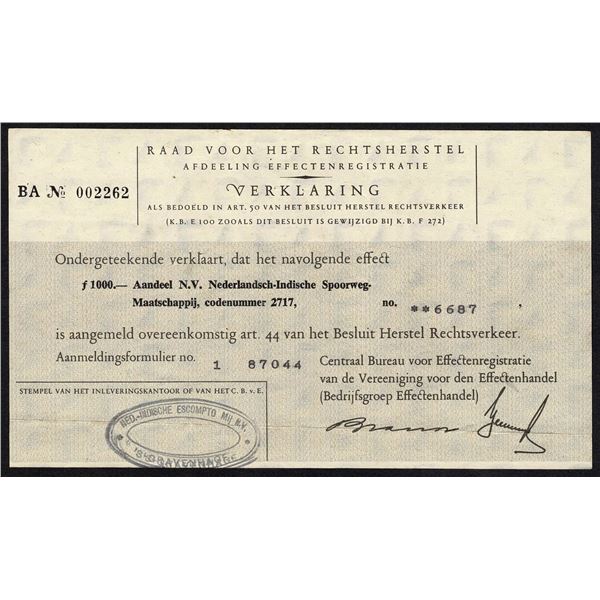 RAAD VOOR HET RECHTSHERSTEL
AFDEELING EFFECTENREGISTRATIE
VERKLARING
ALS BEDOELD IN ART. 50 VAN HET BESLUIT HERSTEL RECHTSVERKEER
(K.B. E 100 ZOOALS DIT BESLUIT IS GEWIJZIGD BIJ K.B. F 272)
BA № 002262
Ondergeteekende verklaart, dat het navolgende effect
ƒ 1000.— Aandeel N.V. Nederlandsch-Indische Spoorweg-
Maatschappij, codenummer 2717, no. **6687 ,
is aangemeld overeenkomstig art. 44 van het Besluit Herstel Rechtsverkeer.
Aanmeldingsformulier no. 1 87044
Centraal Bureau voor Effectenregistratie
van de Vereeniging voor den Effectenhandel
(Bedrijfsgroep Effectenhandel)
STEMPEL VAN HET INLEVERINGSKANTOOR OF VAN HET C.B. v E.
NED.-INDISCHE ESCOMPTO MIJ N.V.
'S-GRAVENHAGE